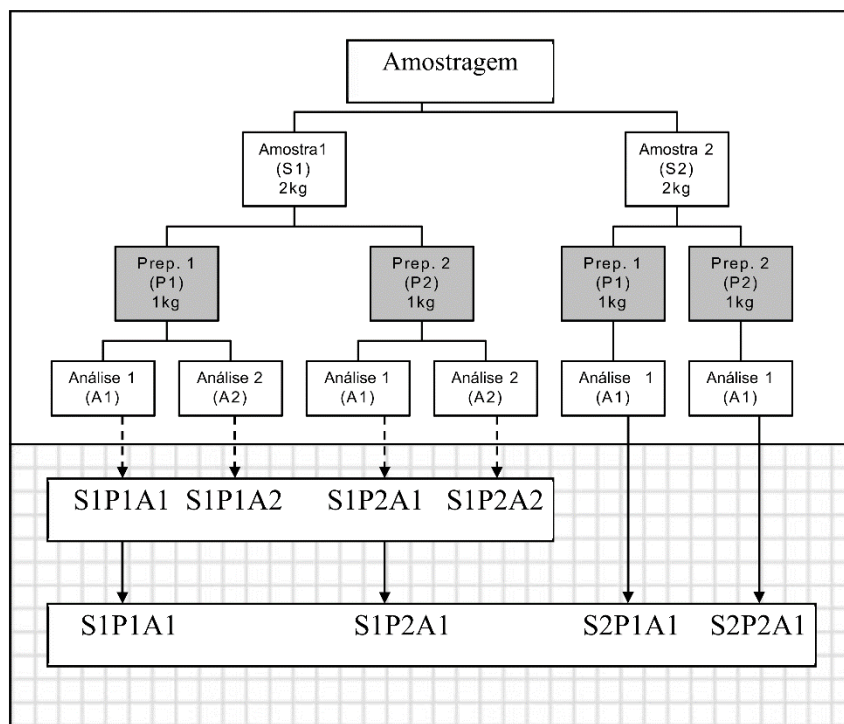 Amostragem
Amostra1
(S1)
2kg
Amostra 2
(S2)
2kg
Prep. 1
(P1)
1kg
Prep. 2
(P2)
1kg
Prep. 1
(P1)
1kg
Prep. 2
(P2)
1kg
Análise 1
(A1)
Análise 2
(A2)
Análise 1
(A1)
Análise 2
(A2)
Análise 1
(A1)
Análise 1
(A1)
S1P1A1 S1P1A2 S1P2A1 S1P2A2
S1P1A1 S1P2A1 S2P1A1 S2P2A1